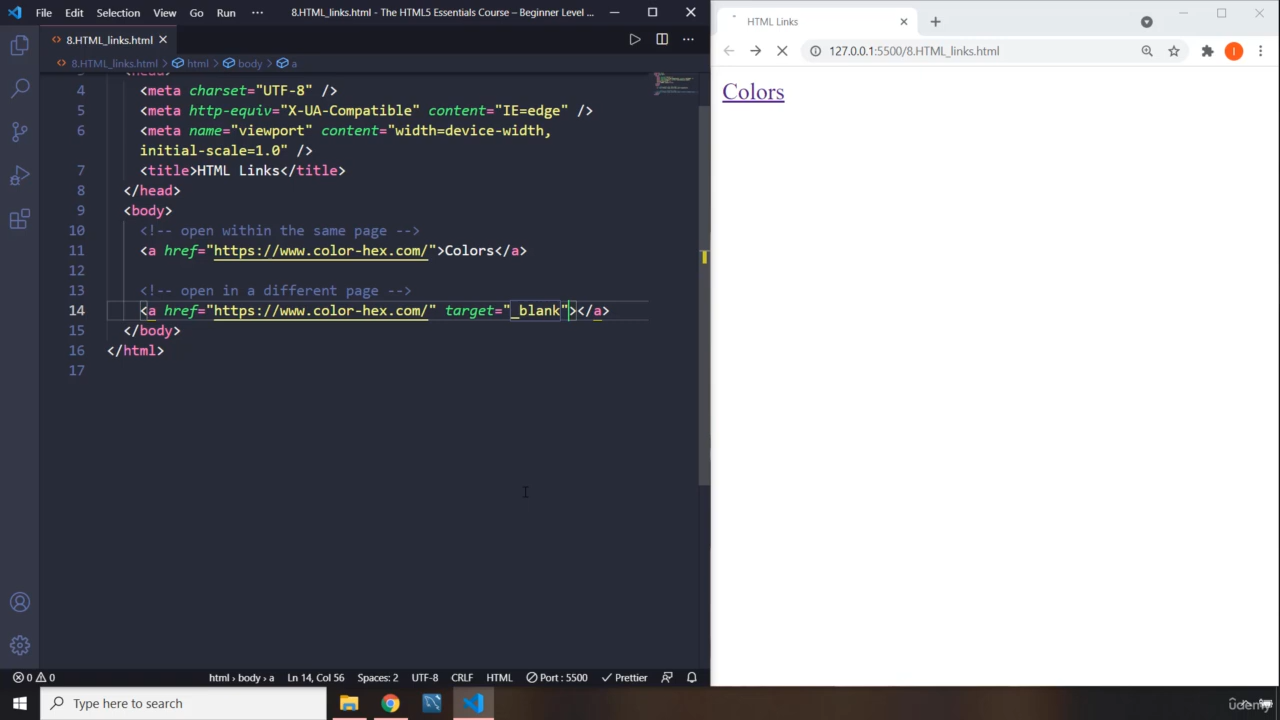 File Edit Selection View Go Run ··· 8.HTML_links.html - The HTML5 Essentials Course – Beginner Level ...
8.HTML_links.html
8.HTML_links.html > html > body > a
4 <meta charset="UTF-8" />
5 <meta http-equiv="X-UA-Compatible" content="IE=edge" />
6 <meta name="viewport" content="width=device-width,
initial-scale=1.0" />
7 <title>HTML Links</title>
8 </head>
9 <body>
10 <!-- open within the same page -->
11 <a href="https://www.color-hex.com/">Colors</a>
12
13 <!-- open in a different page -->
14 <a href="https://www.color-hex.com/" target="_blank"></a>
15 </body>
16 </html>
17
0 0 html > body > a Ln 14, Col 56 Spaces: 2 UTF-8 CRLF HTML Port : 5500 Prettier
HTML Links
127.0.0.1:5500/8.HTML_links.html
I
Colors
Type here to search
udemy